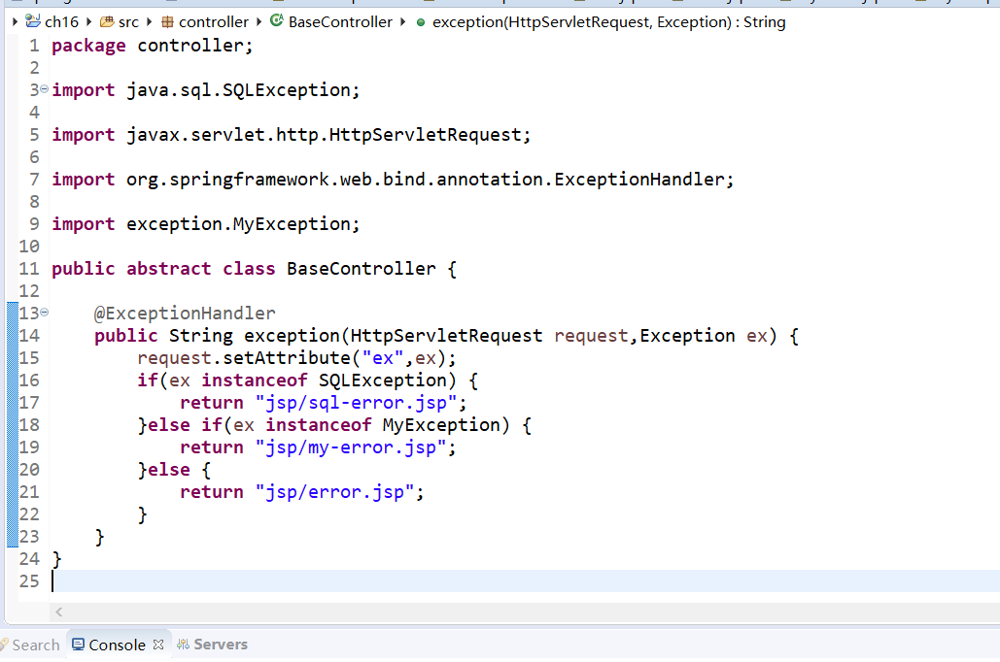 ch16 src controller BaseController exception(HttpServletRequest, Exception) : String
1 package controller;
2
3 import java.sql.SQLException;
4
5 import javax.servlet.http.HttpServletRequest;
6
7 import org.springframework.web.bind.annotation.ExceptionHandler;
8
9 import exception.MyException;
10
11 public abstract class BaseController {
12
13     @ExceptionHandler
14     public String exception(HttpServletRequest request,Exception ex) {
15         request.setAttribute("ex",ex);
16         if(ex instanceof SQLException) {
17             return "jsp/sql-error.jsp";
18         }else if(ex instanceof MyException) {
19             return "jsp/my-error.jsp";
20         }else {
21             return "jsp/error.jsp";
22         }
23     }
24 }
25
Search Console Servers